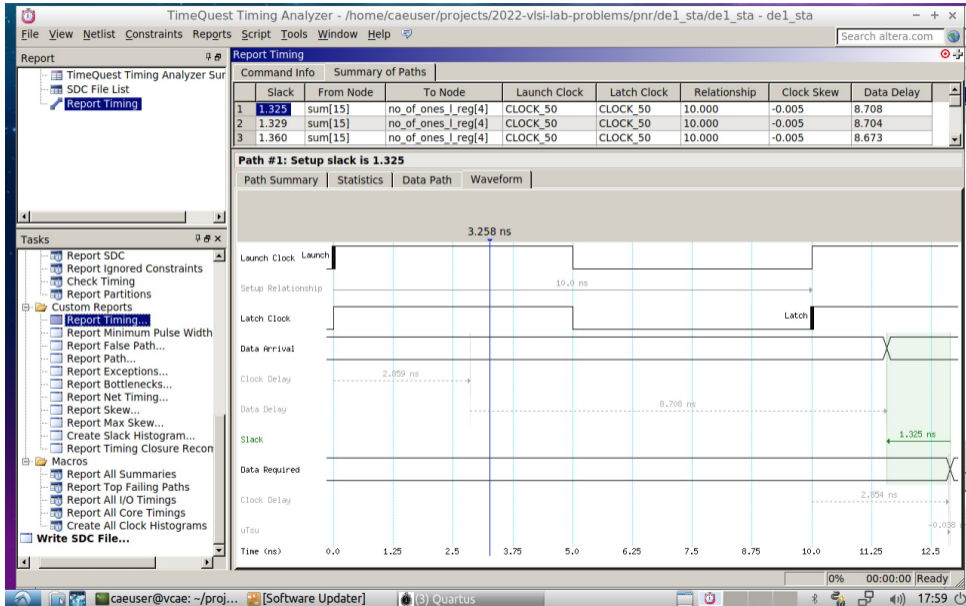 TimeQuest Timing Analyzer - /home/caeuser/projects/2022-vlsi-lab-problems/pnr/de1_sta/de1_sta - de1_sta
File View Netlist Constraints Reports Script Tools Window Help
Search altera.com
Report
TimeQuest Timing Analyzer Sur
SDC File List
Report Timing
Report Timing
Command Info Summary of Paths
Slack From Node To Node Launch Clock Latch Clock Relationship Clock Skew Data Delay
1 1.325 sum[15] no_of_ones_l_reg[4] CLOCK_50 CLOCK_50 10.000 -0.005 8.708
2 1.329 sum[15] no_of_ones_l_reg[4] CLOCK_50 CLOCK_50 10.000 -0.005 8.704
3 1.360 sum[15] no_of_ones_l_reg[4] CLOCK_50 CLOCK_50 10.000 -0.005 8.673
Path #1: Setup slack is 1.325
Path Summary Statistics Data Path Waveform
Tasks
Report SDC
Report Ignored Constraints
Check Timing
Report Partitions
Custom Reports
Report Timing...
Report Minimum Pulse Width
Report False Path...
Report Path...
Report Exceptions...
Report Bottlenecks...
Report Net Timing...
Report Skew...
Report Max Skew...
Create Slack Histogram...
Report Timing Closure Recon
Macros
Report All Summaries
Report Top Failing Paths
Report All I/O Timings
Report All Core Timings
Create All Clock Histograms
Write SDC File...
3.258 ns
Launch Clock Launch
Setup Relationship 10.0 ns
Latch Clock Latch
Data Arrival
Clock Delay 2.859 ns
Data Delay 8.708 ns
Slack 1.325 ns
Data Required
Clock Delay 2.854 ns
uTsu -0.038
Time (ns) 0.0 1.25 2.5 3.75 5.0 6.25 7.5 8.75 10.0 11.25 12.5
0% 00:00:00 Ready
caeuser@vcae: ~/proj... [Software Updater] (3) Quartus 17:59